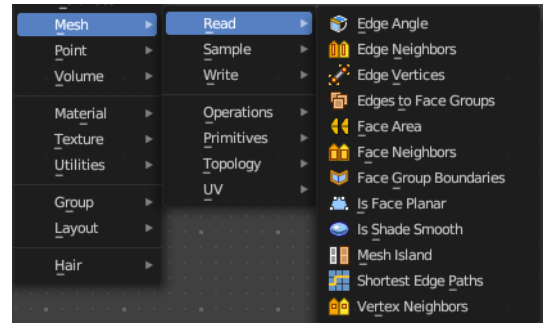 Mesh
Point
Volume
Material
Texture
Utilities
Group
Layout
Hair
Read
Sample
Write
Operations
Primitives
Topology
UV
Edge Angle
Edge Neighbors
Edge Vertices
Edges to Face Groups
Face Area
Face Neighbors
Face Group Boundaries
Is Face Planar
Is Shade Smooth
Mesh Island
Shortest Edge Paths
Vertex Neighbors